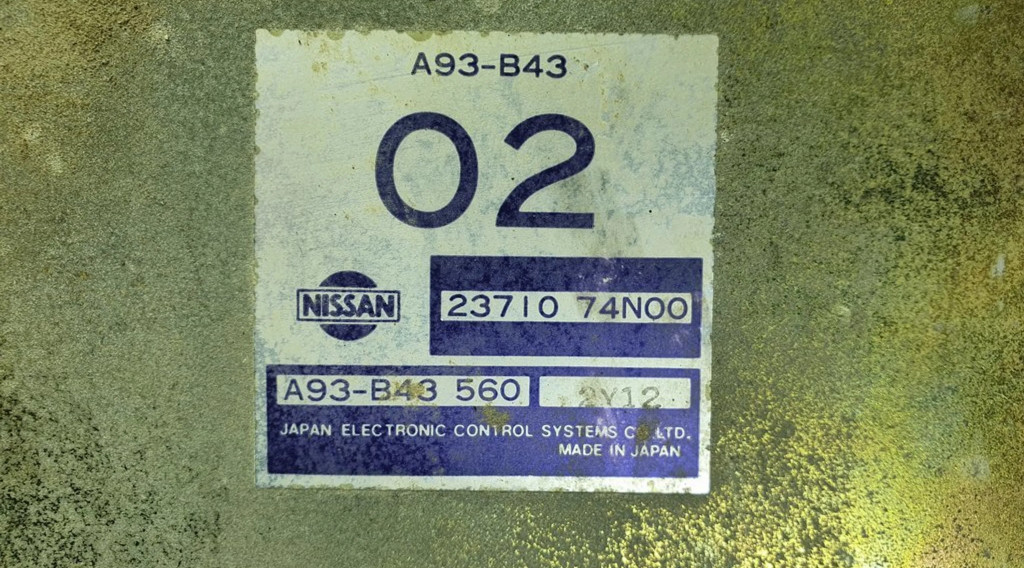 A93-B43
02
NISSAN
23710 74N00
A93-B43 560
2Y12
JAPAN ELECTRONIC CONTROL SYSTEMS CO.LTD.
MADE IN JAPAN